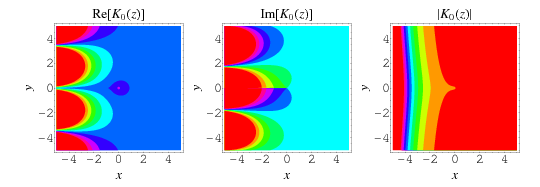 Re[K₀(z)] Im[K₀(z)] |K₀(z)|
4 4 4
2 2 2
y 0 y 0 y 0
−2 −2 −2
−4 −4 −4
−4 −2 0 2 4 −4 −2 0 2 4 −4 −2 0 2 4
x x x